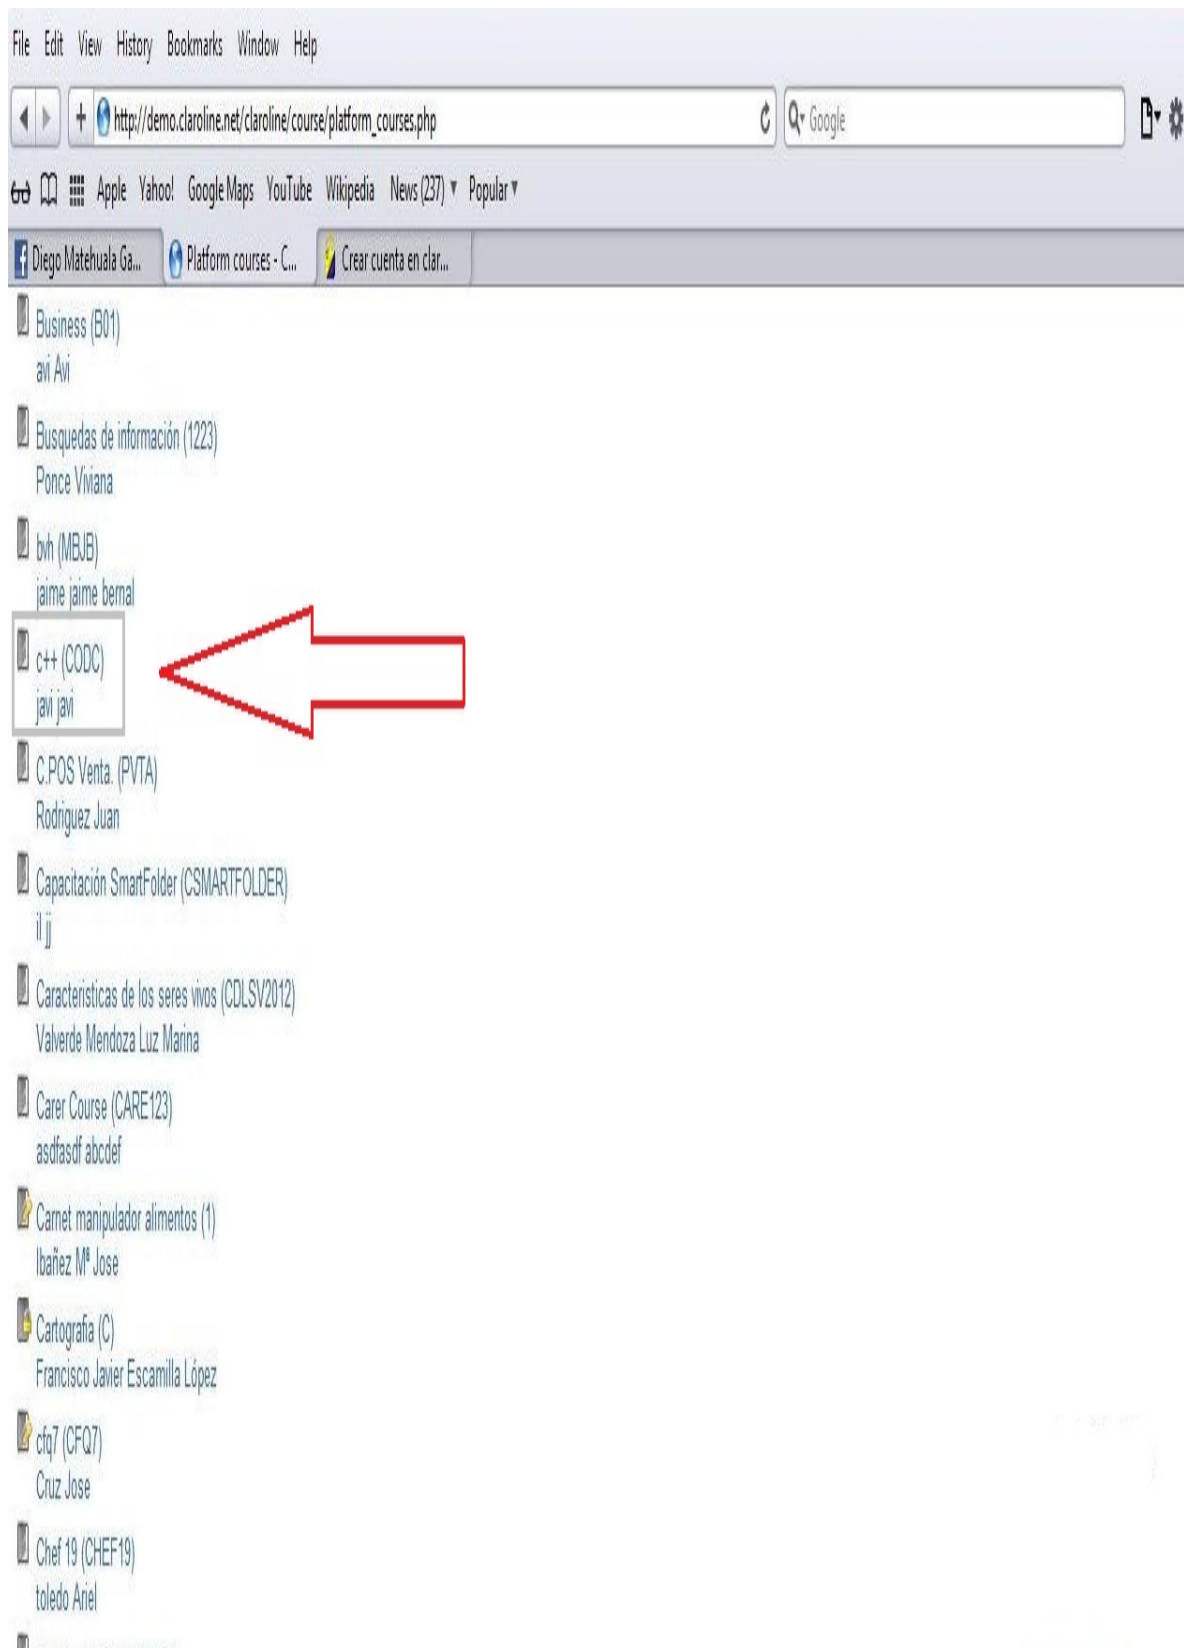 File Edit View History Bookmarks Window Help
http://demo.claroline.net/claroline/course/platform_courses.php
Google
Apple Yahoo! Google Maps YouTube Wikipedia News (237) Popular
Diego Matehuala Ga... Platform courses - C... Crear cuenta en clar...
Business (B01)
avi Avi
Busquedas de información (1223)
Ponce Viviana
bvh (MBJB)
jaime jaime bernal
c++ (CODC)
javi javi
C.POS Venta. (PVTA)
Rodriguez Juan
Capacitación SmartFolder (CSMARTFOLDER)
il jj
Caracteristicas de los seres vivos (CDLSV2012)
Valverde Mendoza Luz Marina
Carer Course (CARE123)
asdfasdf abcdef
Carnet manipulador alimentos (1)
Ibañez Mª Jose
Cartografia (C)
Francisco Javier Escamilla López
cfq7 (CFQ7)
Cruz Jose
Chef 19 (CHEF19)
toledo Ariel